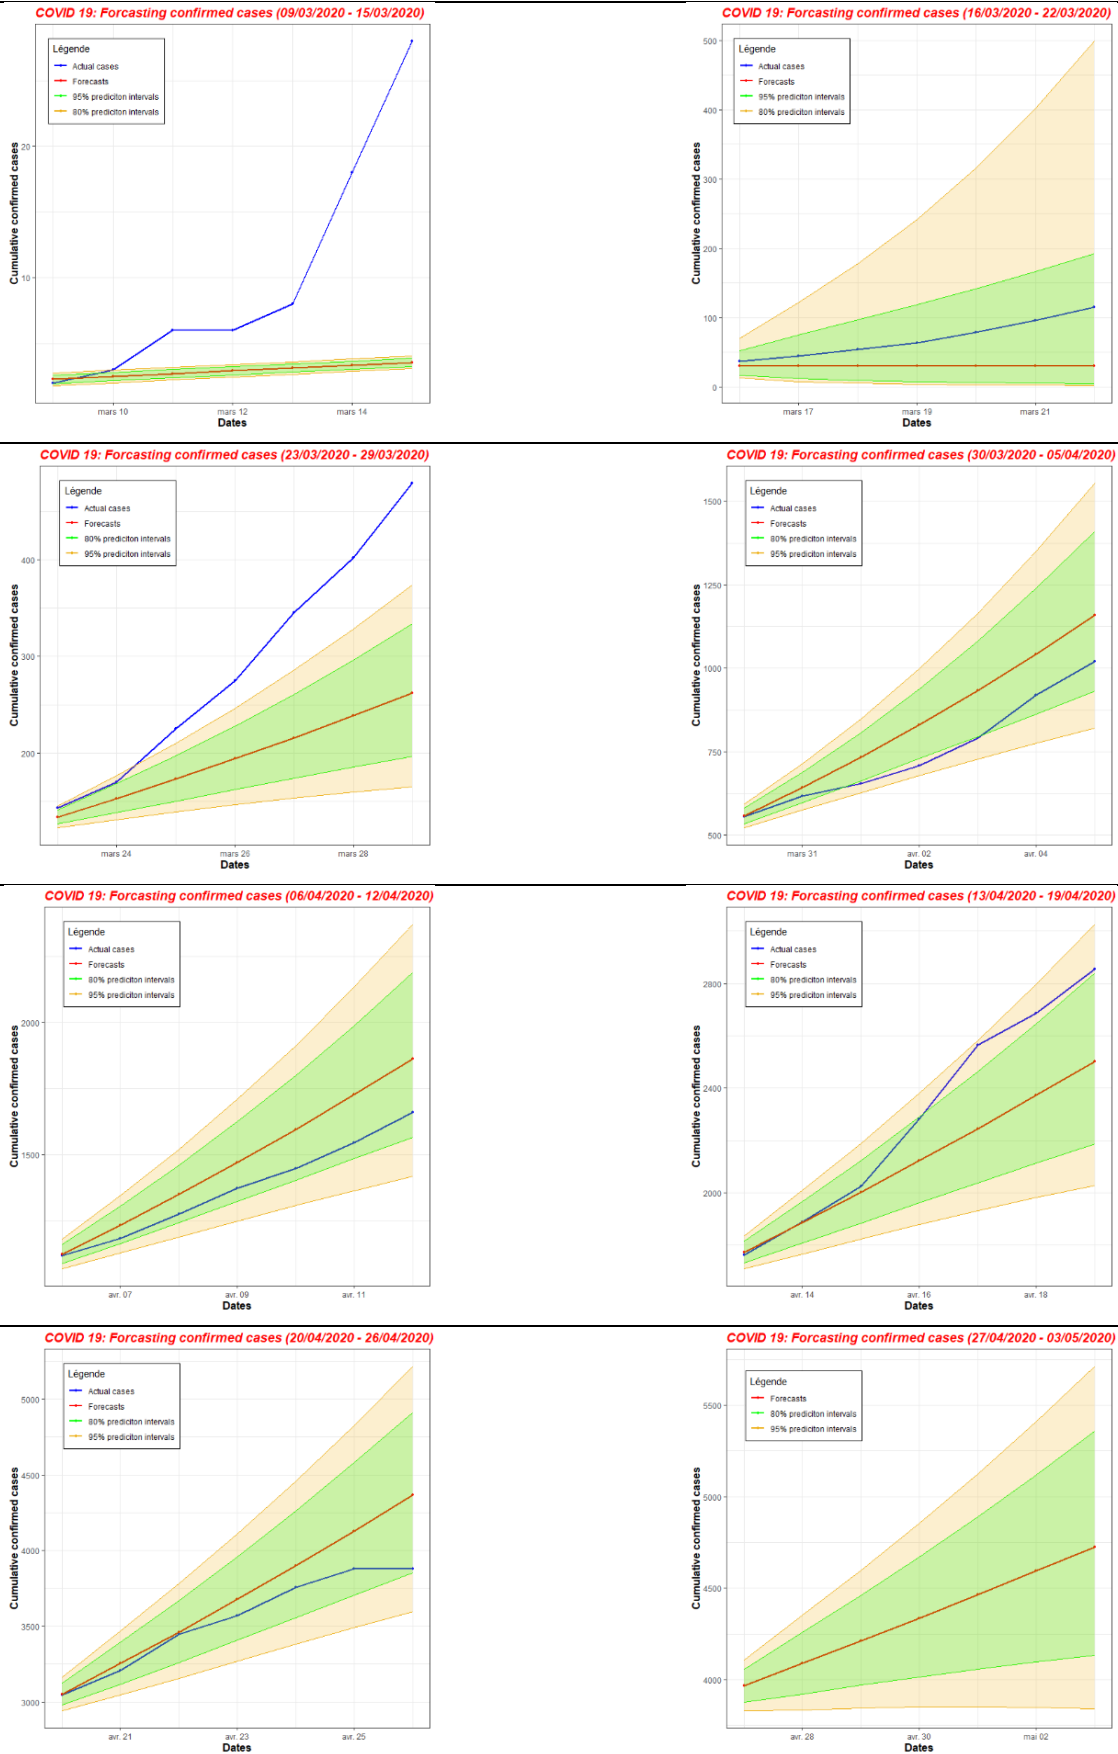 COVID 19: Forcasting confirmed cases (09/03/2020 - 15/03/2020)
Légende
Actual cases
Forecasts
95% prediciton intervals
80% prediciton intervals
Cumulative confirmed cases
20
10
mars 10
mars 12
mars 14
Dates
COVID 19: Forcasting confirmed cases (16/03/2020 - 22/03/2020)
Légende
Actual cases
Forecasts
95% prediciton intervals
80% prediciton intervals
Cumulative confirmed cases
500
400
300
200
100
0
mars 17
mars 19
mars 21
Dates
COVID 19: Forcasting confirmed cases (23/03/2020 - 29/03/2020)
Légende
Actual cases
Forecasts
80% prediciton intervals
95% prediciton intervals
Cumulative confirmed cases
400
300
200
mars 24
mars 26
mars 28
Dates
COVID 19: Forcasting confirmed cases (30/03/2020 - 05/04/2020)
Légende
Actual cases
Forecasts
80% prediciton intervals
95% prediciton intervals
Cumulative confirmed cases
1500
1250
1000
750
500
mars 31
avr. 02
avr. 04
Dates
COVID 19: Forcasting confirmed cases (06/04/2020 - 12/04/2020)
Légende
Actual cases
Forecasts
80% prediciton intervals
95% prediciton intervals
Cumulative confirmed cases
2000
1500
avr. 07
avr. 09
avr. 11
Dates
COVID 19: Forcasting confirmed cases (13/04/2020 - 19/04/2020)
Légende
Actual cases
Forecasts
80% prediciton intervals
95% prediciton intervals
Cumulative confirmed cases
2800
2400
2000
avr. 14
avr. 16
avr. 18
Dates
COVID 19: Forcasting confirmed cases (20/04/2020 - 26/04/2020)
Légende
Actual cases
Forecasts
80% prediciton intervals
95% prediciton intervals
Cumulative confirmed cases
5000
4500
4000
3500
3000
avr. 21
avr. 23
avr. 25
Dates
COVID 19: Forcasting confirmed cases (27/04/2020 - 03/05/2020)
Légende
Forecasts
80% prediciton intervals
95% prediciton intervals
Cumulative confirmed cases
5500
5000
4500
4000
avr. 28
avr. 30
mai 02
Dates